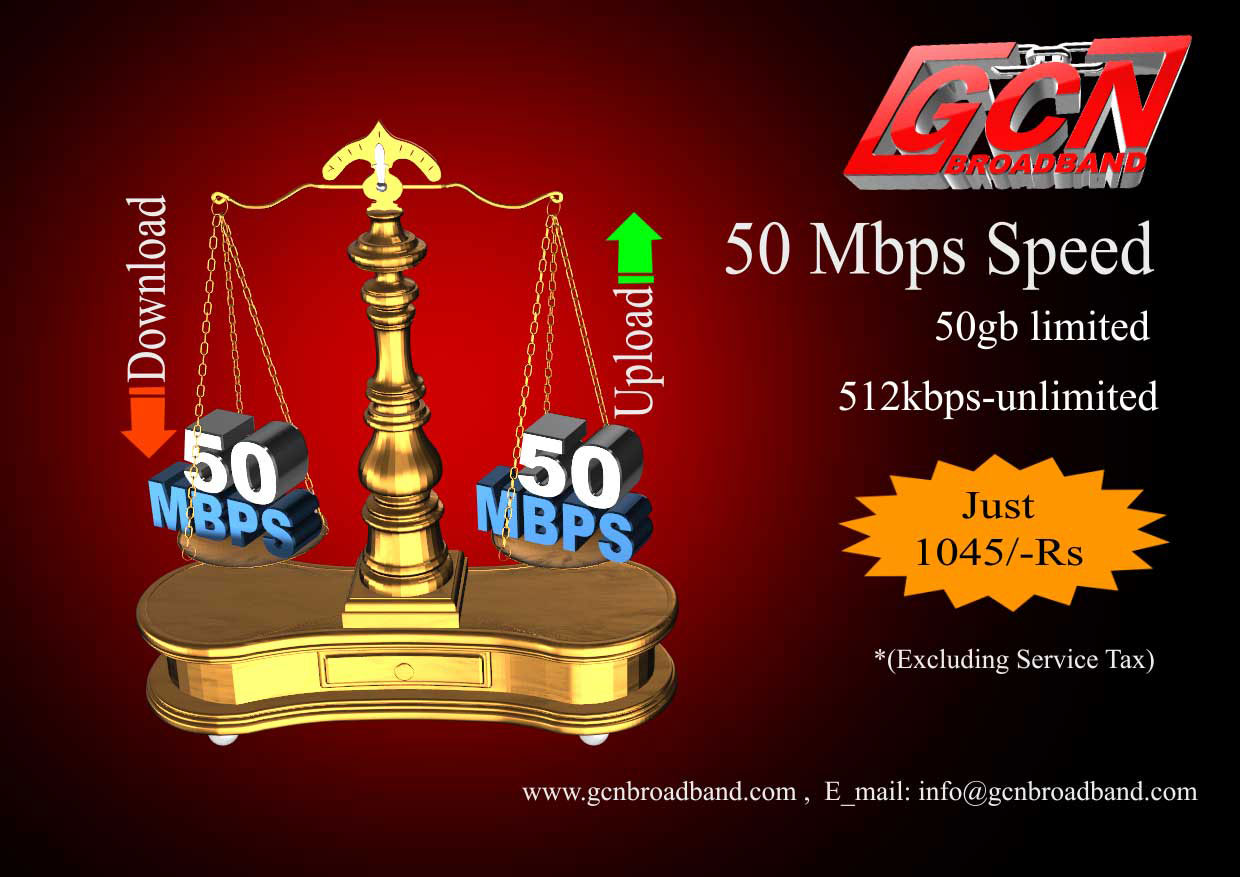 GCN
BROADBAND
Download
Upload
50 Mbps Speed
50gb limited
512kbps-unlimited
50
MBPS
50
MBPS
Just
1045/-Rs
*(Excluding Service Tax)
www.gcnbroadband.com , E_mail: info@gcnbroadband.com